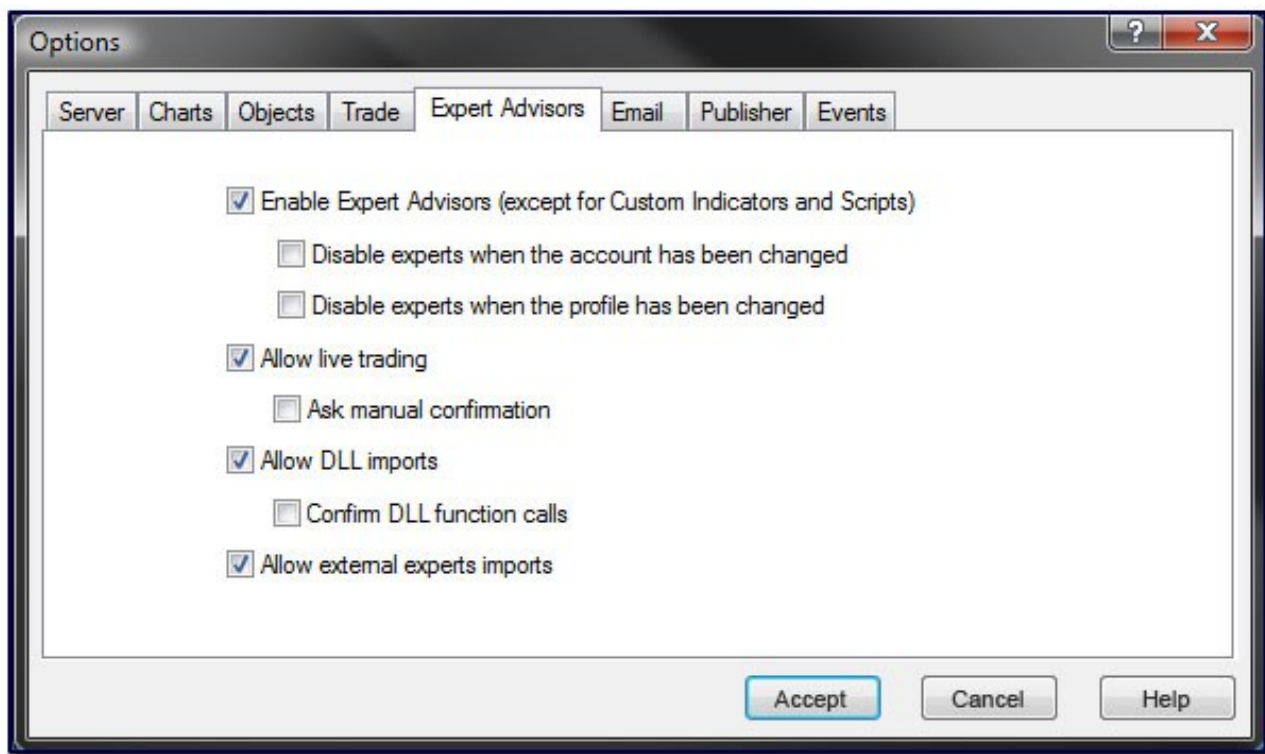 Options
?
X
Server Charts Objects Trade Expert Advisors Email Publisher Events
Enable Expert Advisors (except for Custom Indicators and Scripts)
Disable experts when the account has been changed
Disable experts when the profile has been changed
Allow live trading
Ask manual confirmation
Allow DLL imports
Confirm DLL function calls
Allow external experts imports
Accept Cancel Help